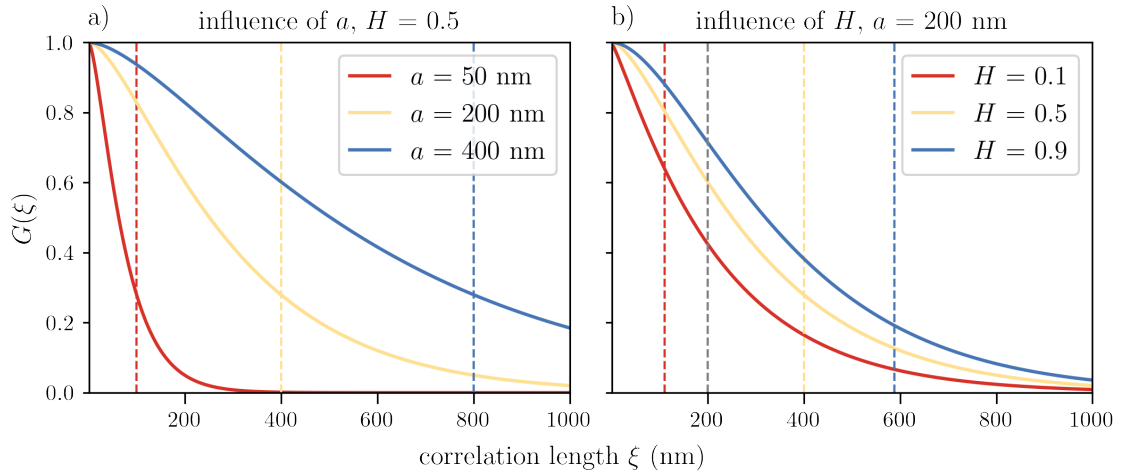 a)
influence of a, H = 0.5
b)
influence of H, a = 200 nm
G(ξ)
1.0
0.8
0.6
0.4
0.2
0.0
a = 50 nm
a = 200 nm
a = 400 nm
H = 0.1
H = 0.5
H = 0.9
200 400 600 800 1000
200 400 600 800 1000
correlation length ξ (nm)